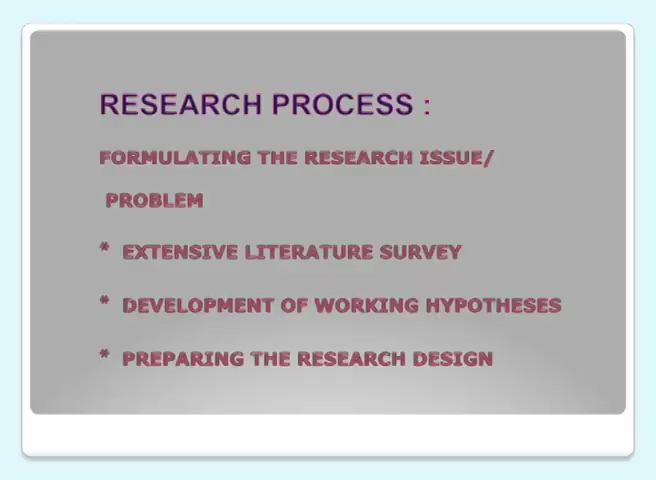 RESEARCH PROCESS :
FORMULATING THE RESEARCH ISSUE/
PROBLEM
* EXTENSIVE LITERATURE SURVEY
* DEVELOPMENT OF WORKING HYPOTHESES
* PREPARING THE RESEARCH DESIGN